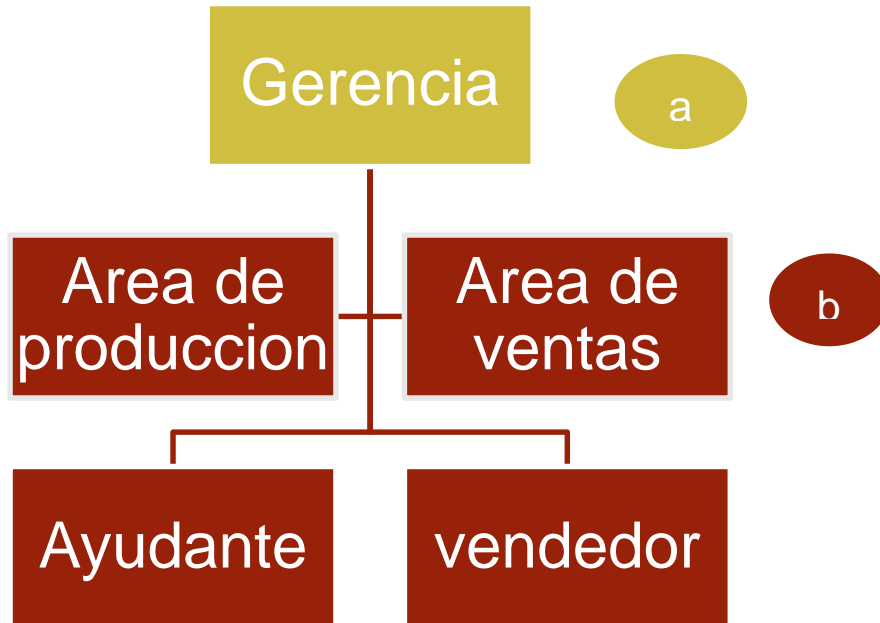 Gerencia
a
Area de
produccion
Area de
ventas
b
Ayudante
vendedor